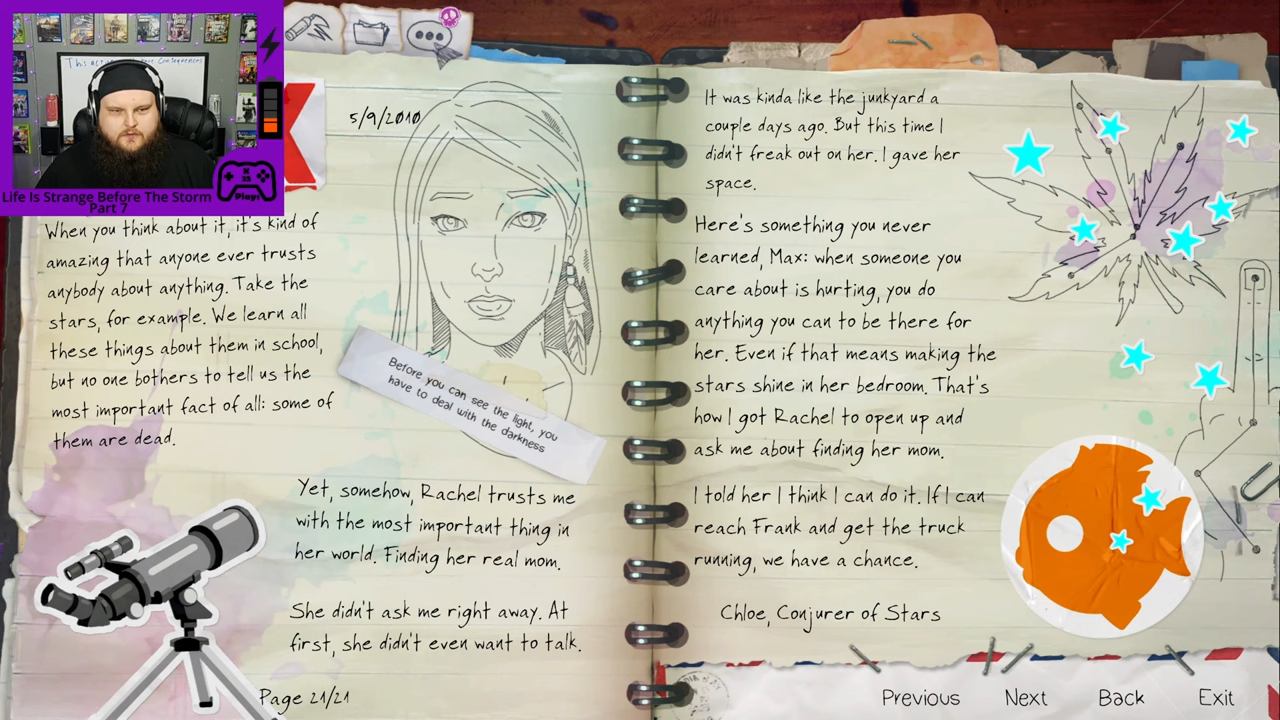 This action will have consequences
K
Plays
Life Is Strange Before The Storm
Part 7
5/9/2010
When you think about it, it's kind of
amazing that anyone ever trusts
anybody about anything. Take the
stars, for example. We learn all
these things about them in school,
but no one bothers to tell us the
most important fact of all: some of
them are dead.
Before you can see the light, you
have to deal with the darkness
Yet, somehow, Rachel trusts me
with the most important thing in
her world. Finding her real mom.
She didn't ask me right away. At
first, she didn't even want to talk.
Page 21/21
It was kinda like the junkyard a
couple days ago. But this time I
didn't freak out on her. I gave her
space.
Here's something you never
learned, Max: when someone you
care about is hurting, you do
anything you can to be there for
her. Even if that means making the
stars shine in her bedroom. That's
how I got Rachel to open up and
ask me about finding her mom.
I told her I think I can do it. If I can
reach Frank and get the truck
running, we have a chance.
Chloe, Conjurer of Stars
Previous
Next
Back
Exit